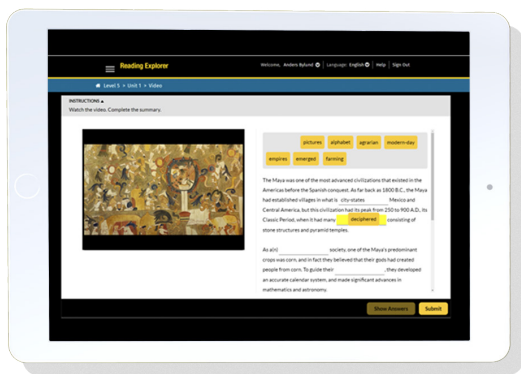 Reading Explorer
Welcome, Anders Bylund | Language: English | Help | Sign Out
Level 5 > Unit 1 > Video
INSTRUCTIONS
Watch the video. Complete the summary.
pictures alphabet agrarian modern-day
empires emerged farming
The Maya was one of the most advanced civilizations that existed in the
Americas before the Spanish conquest. As far back as 1800 B.C., the Maya
had established villages in what is city-states Mexico and
Central America, but this civilization had its peak from 250 to 900 A.D., its
Classic Period, when it had many deciphered consisting of
stone structures and pyramid temples.
As a(n) society, one of the Maya's predominant
crops was corn, and in fact they believed that their gods had created
people from corn. To guide their , they developed
an accurate calendar system, and made significant advances in
mathematics and astronomy.
Show Answers Submit